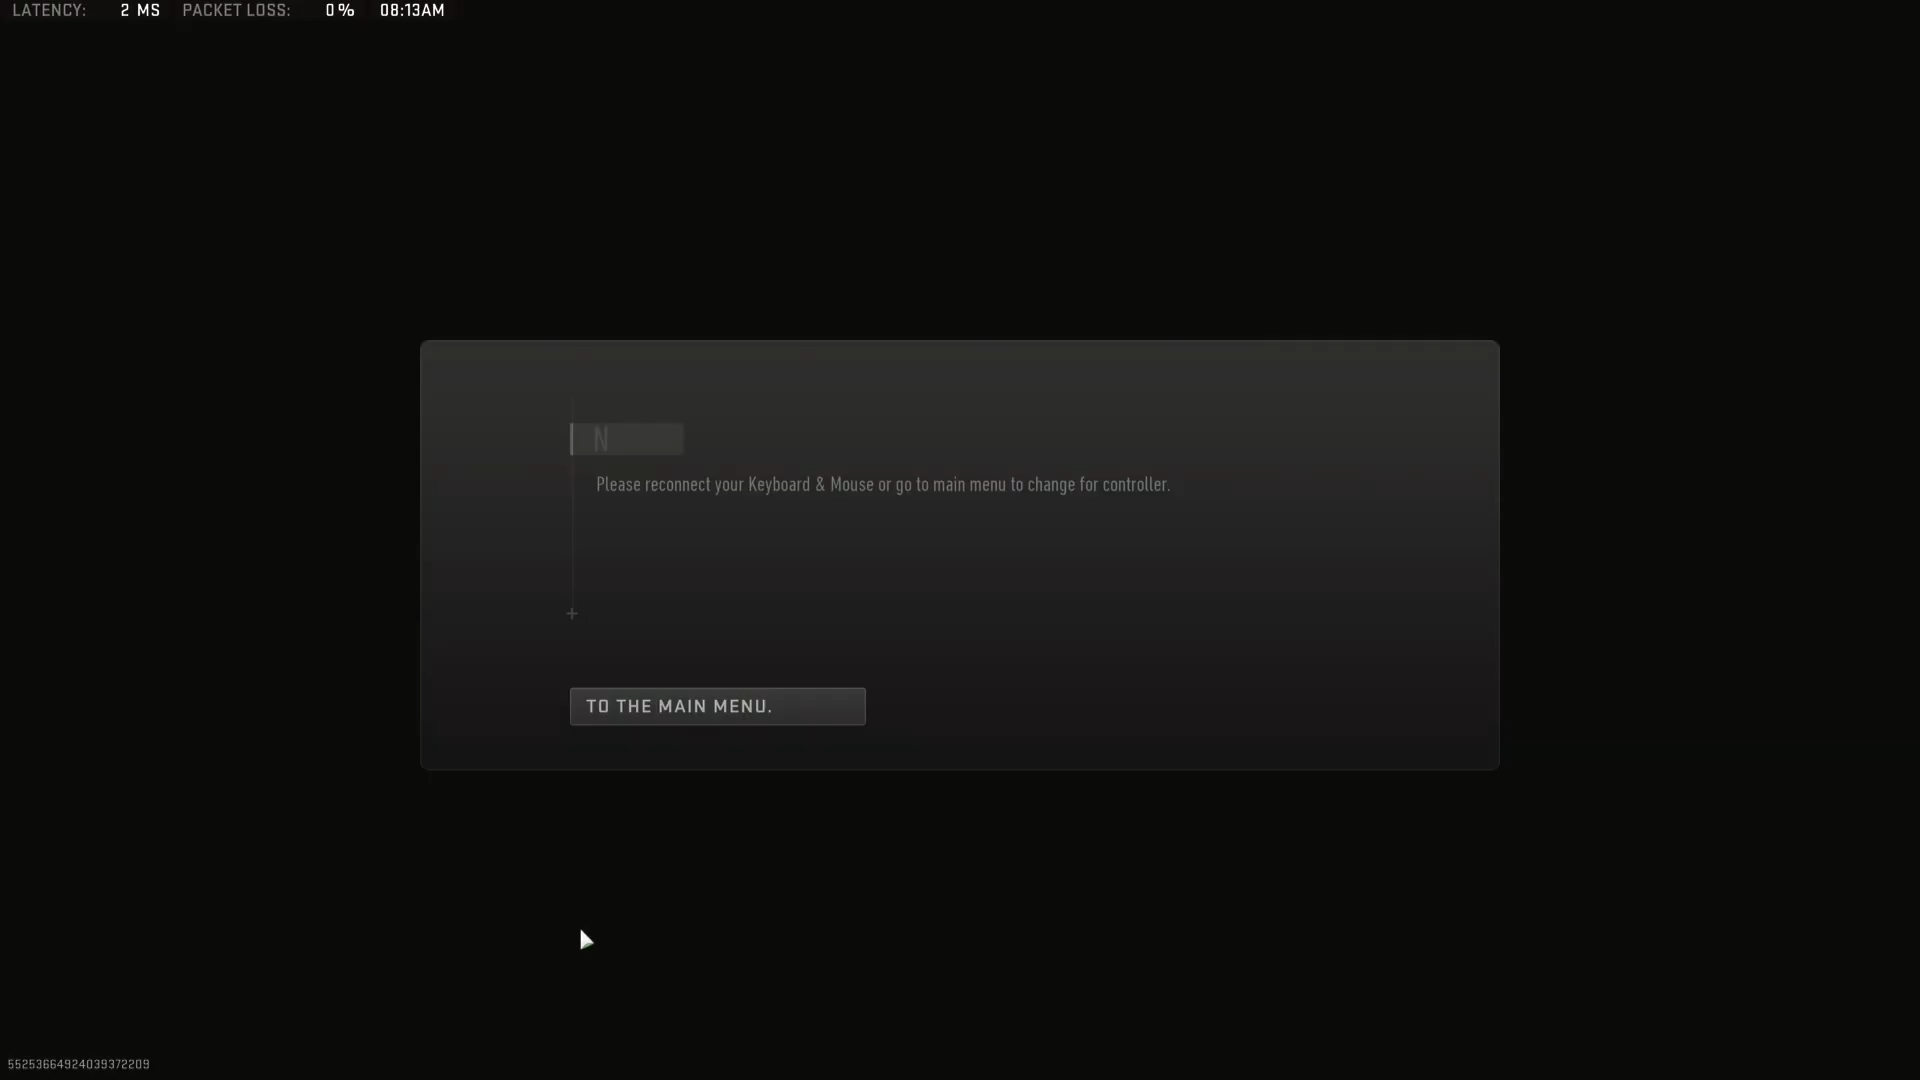 LATENCY: 2 MS PACKET LOSS: 0% 08:13AM
N
Please reconnect your Keyboard & Mouse or go to main menu to change for controller.
TO THE MAIN MENU.
55253664924039372209